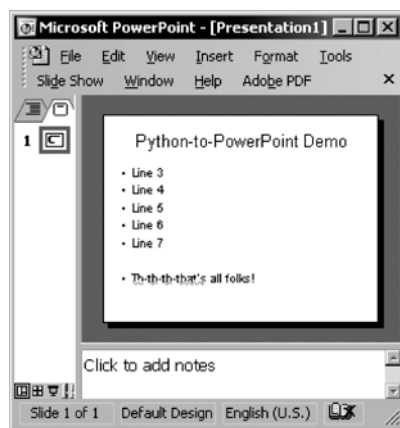 Microsoft PowerPoint - [Presentation1]
File Edit View Insert Format Tools
Slide Show Window Help Adobe PDF
1
Python-to-PowerPoint Demo
• Line 3
• Line 4
• Line 5
• Line 6
• Line 7
• Th-th-th-that's all folks!
Click to add notes
Slide 1 of 1 Default Design English (U.S.)